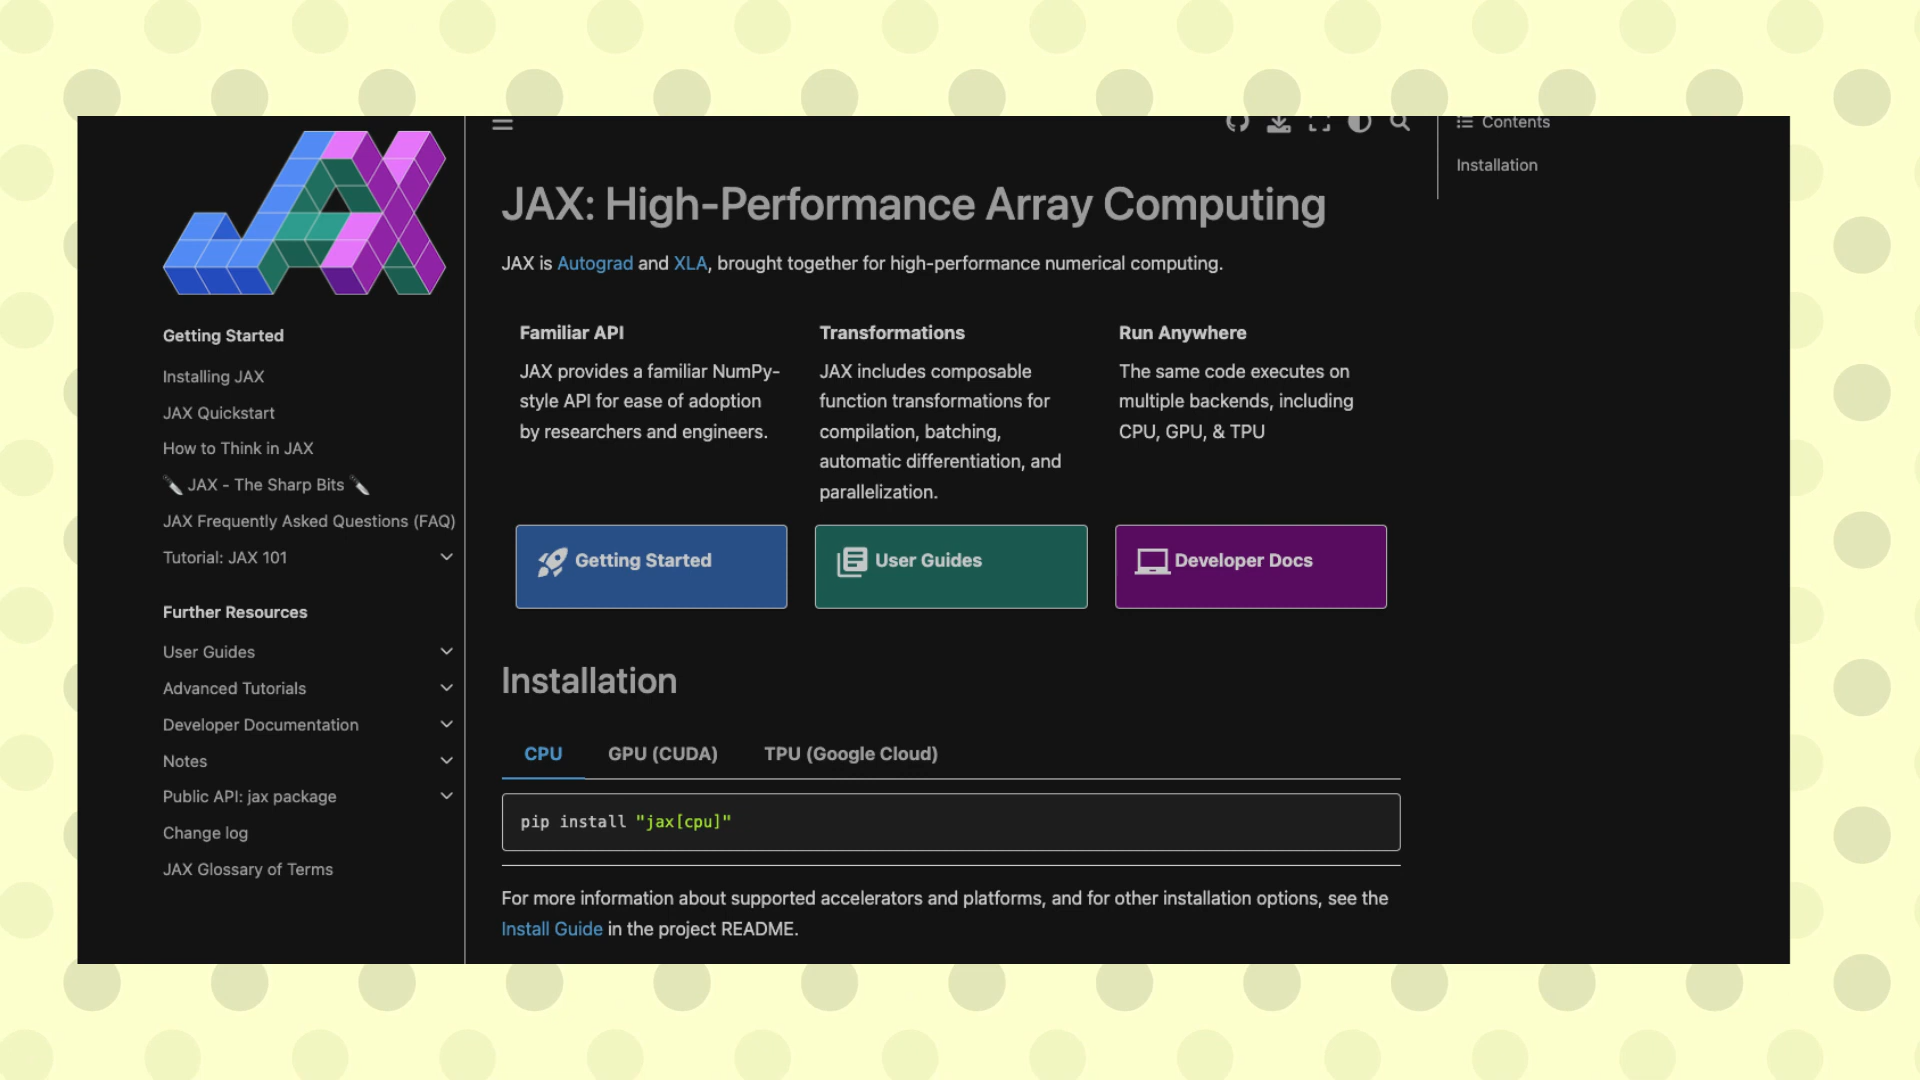 JAX
Getting Started
Installing JAX
JAX Quickstart
How to Think in JAX
🔪 JAX - The Sharp Bits 🔪
JAX Frequently Asked Questions (FAQ)
Tutorial: JAX 101
Further Resources
User Guides
Advanced Tutorials
Developer Documentation
Notes
Public API: jax package
Change log
JAX Glossary of Terms
JAX: High-Performance Array Computing
JAX is Autograd and XLA, brought together for high-performance numerical computing.
Familiar API
JAX provides a familiar NumPy-
style API for ease of adoption
by researchers and engineers.
Transformations
JAX includes composable
function transformations for
compilation, batching,
automatic differentiation, and
parallelization.
Run Anywhere
The same code executes on
multiple backends, including
CPU, GPU, & TPU
Getting Started
User Guides
Developer Docs
Installation
CPU
GPU (CUDA)
TPU (Google Cloud)
pip install "jax[cpu]"
For more information about supported accelerators and platforms, and for other installation options, see the
Install Guide in the project README.
Contents
Installation